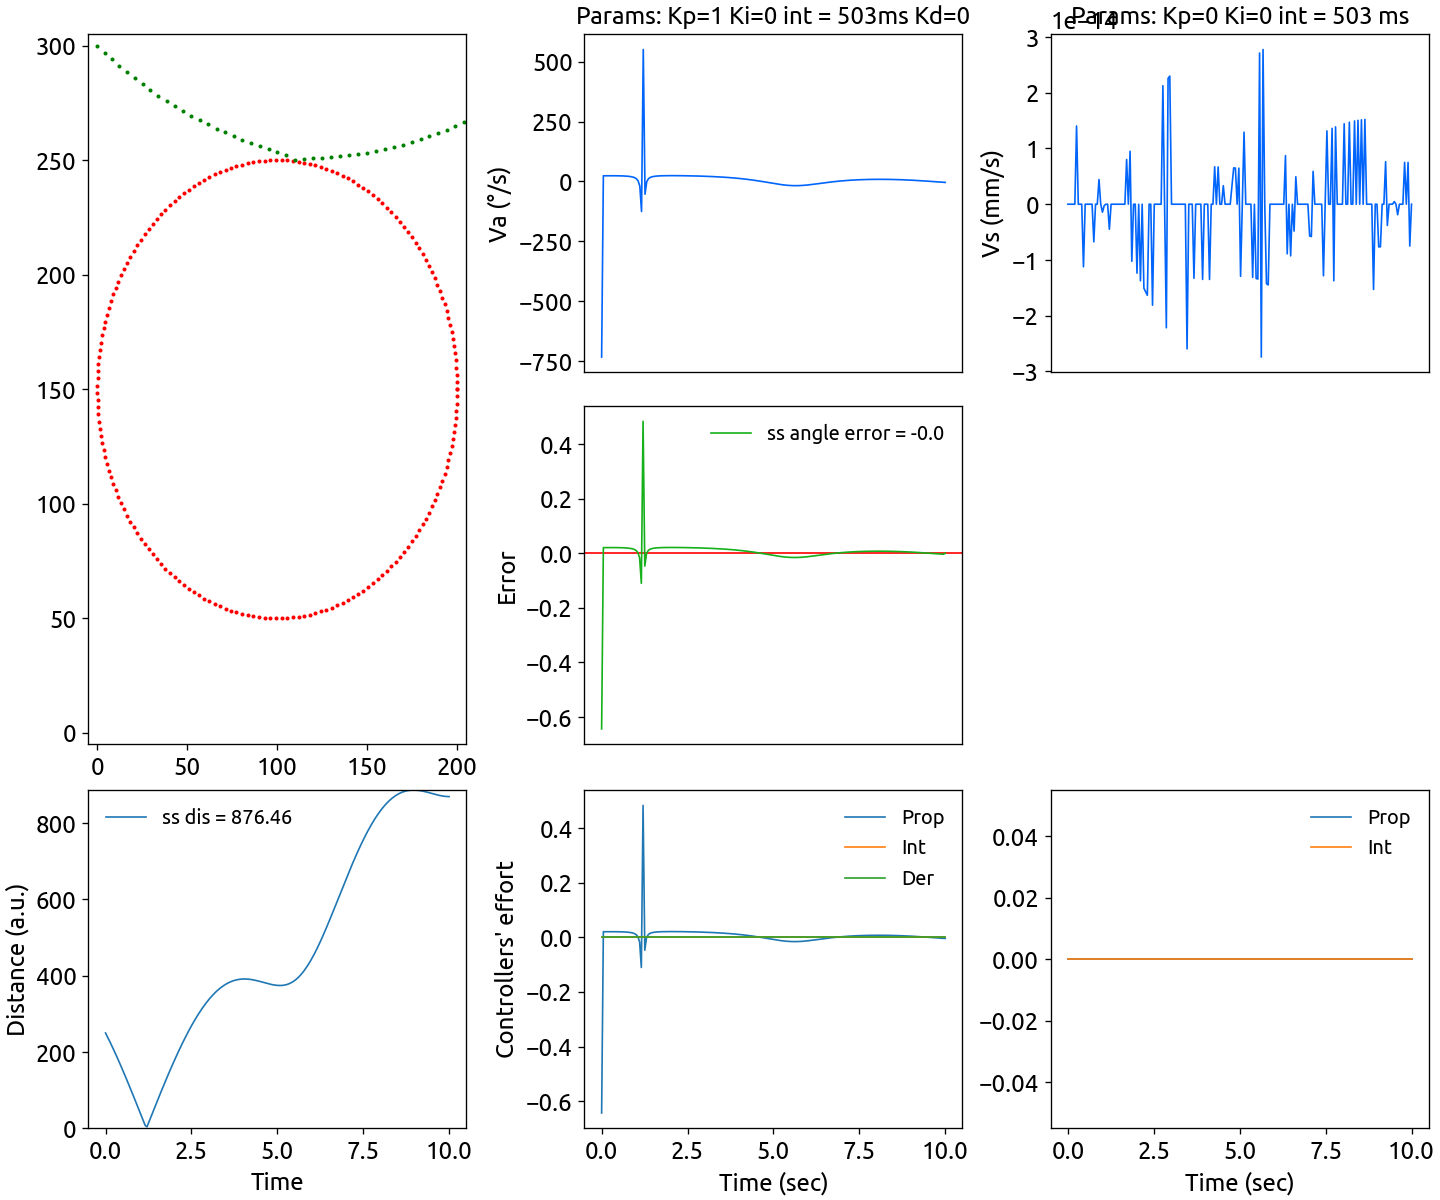 Params: Kp=1 Ki=0 int = 503ms Kd=0
Params: Kp=0 Ki=0 int = 503 ms
1e−14
300
250
200
150
100
50
0
0 50 100 150 200
Va (°/s)
500
250
0
−250
−500
−750
Vs (mm/s)
3
2
1
0
−1
−2
−3
Error
ss angle error = -0.0
0.4
0.2
0.0
−0.2
−0.4
−0.6
Distance (a.u.)
ss dis = 876.46
800
600
400
200
0
0.0 2.5 5.0 7.5 10.0
Time
Controllers' effort
Prop
Int
Der
0.4
0.2
0.0
−0.2
−0.4
−0.6
0.0 2.5 5.0 7.5 10.0
Time (sec)
Prop
Int
0.04
0.02
0.00
−0.02
−0.04
0.0 2.5 5.0 7.5 10.0
Time (sec)